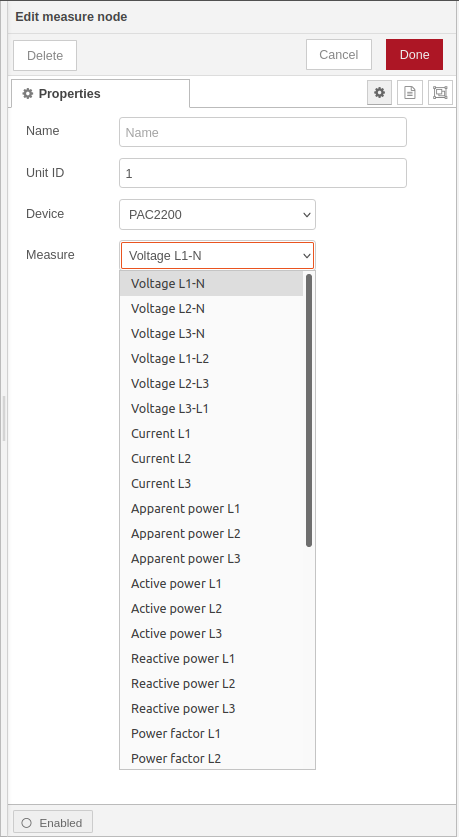 Edit measure node
Delete
Cancel
Done
Properties
Name
Name
Unit ID
1
Device
PAC2200
Measure
Voltage L1-N
Voltage L1-N
Voltage L2-N
Voltage L3-N
Voltage L1-L2
Voltage L2-L3
Voltage L3-L1
Current L1
Current L2
Current L3
Apparent power L1
Apparent power L2
Apparent power L3
Active power L1
Active power L2
Active power L3
Reactive power L1
Reactive power L2
Reactive power L3
Power factor L1
Power factor L2
Enabled